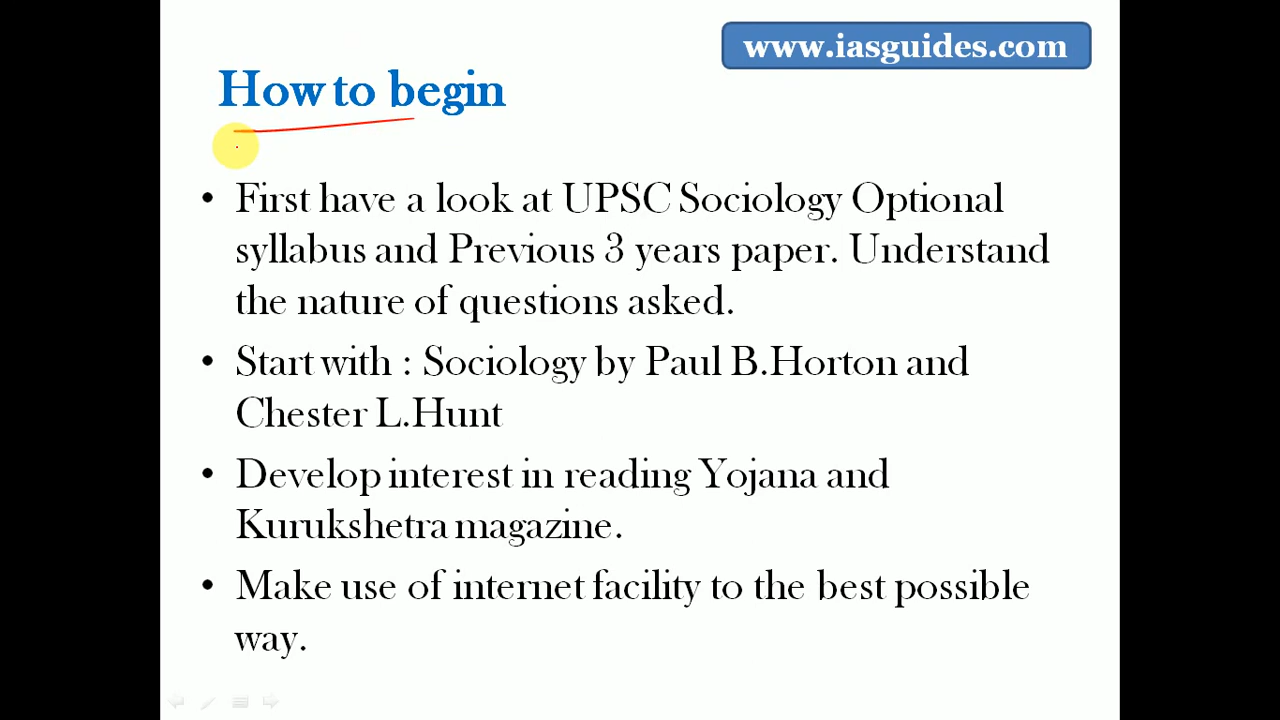 www.iasguides.com
How to begin
• First have a look at UPSC Sociology Optional
syllabus and Previous 3 years paper. Understand
the nature of questions asked.
• Start with : Sociology by Paul B.Horton and
Chester L.Hunt
• Develop interest in reading Yojana and
Kurukshetra magazine.
• Make use of internet facility to the best possible
way.